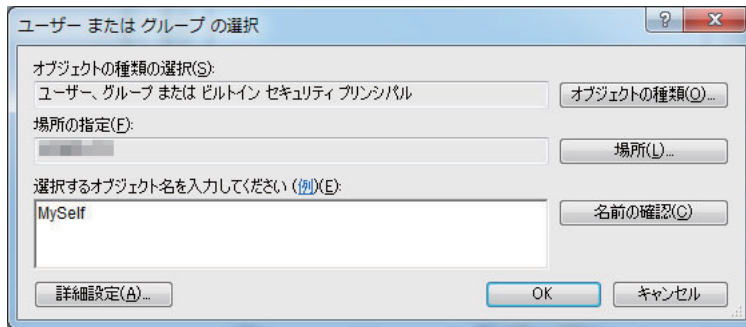 ユーザー または グループ の選択
オブジェクトの種類の選択(S):
ユーザー、グループ または ビルトイン セキュリティ プリンシパル
オブジェクトの種類(O)...
場所の指定(F):
場所(L)...
選択するオブジェクト名を入力してください (例)(E):
MySelf
名前の確認(C)
詳細設定(A)...
OK
キャンセル